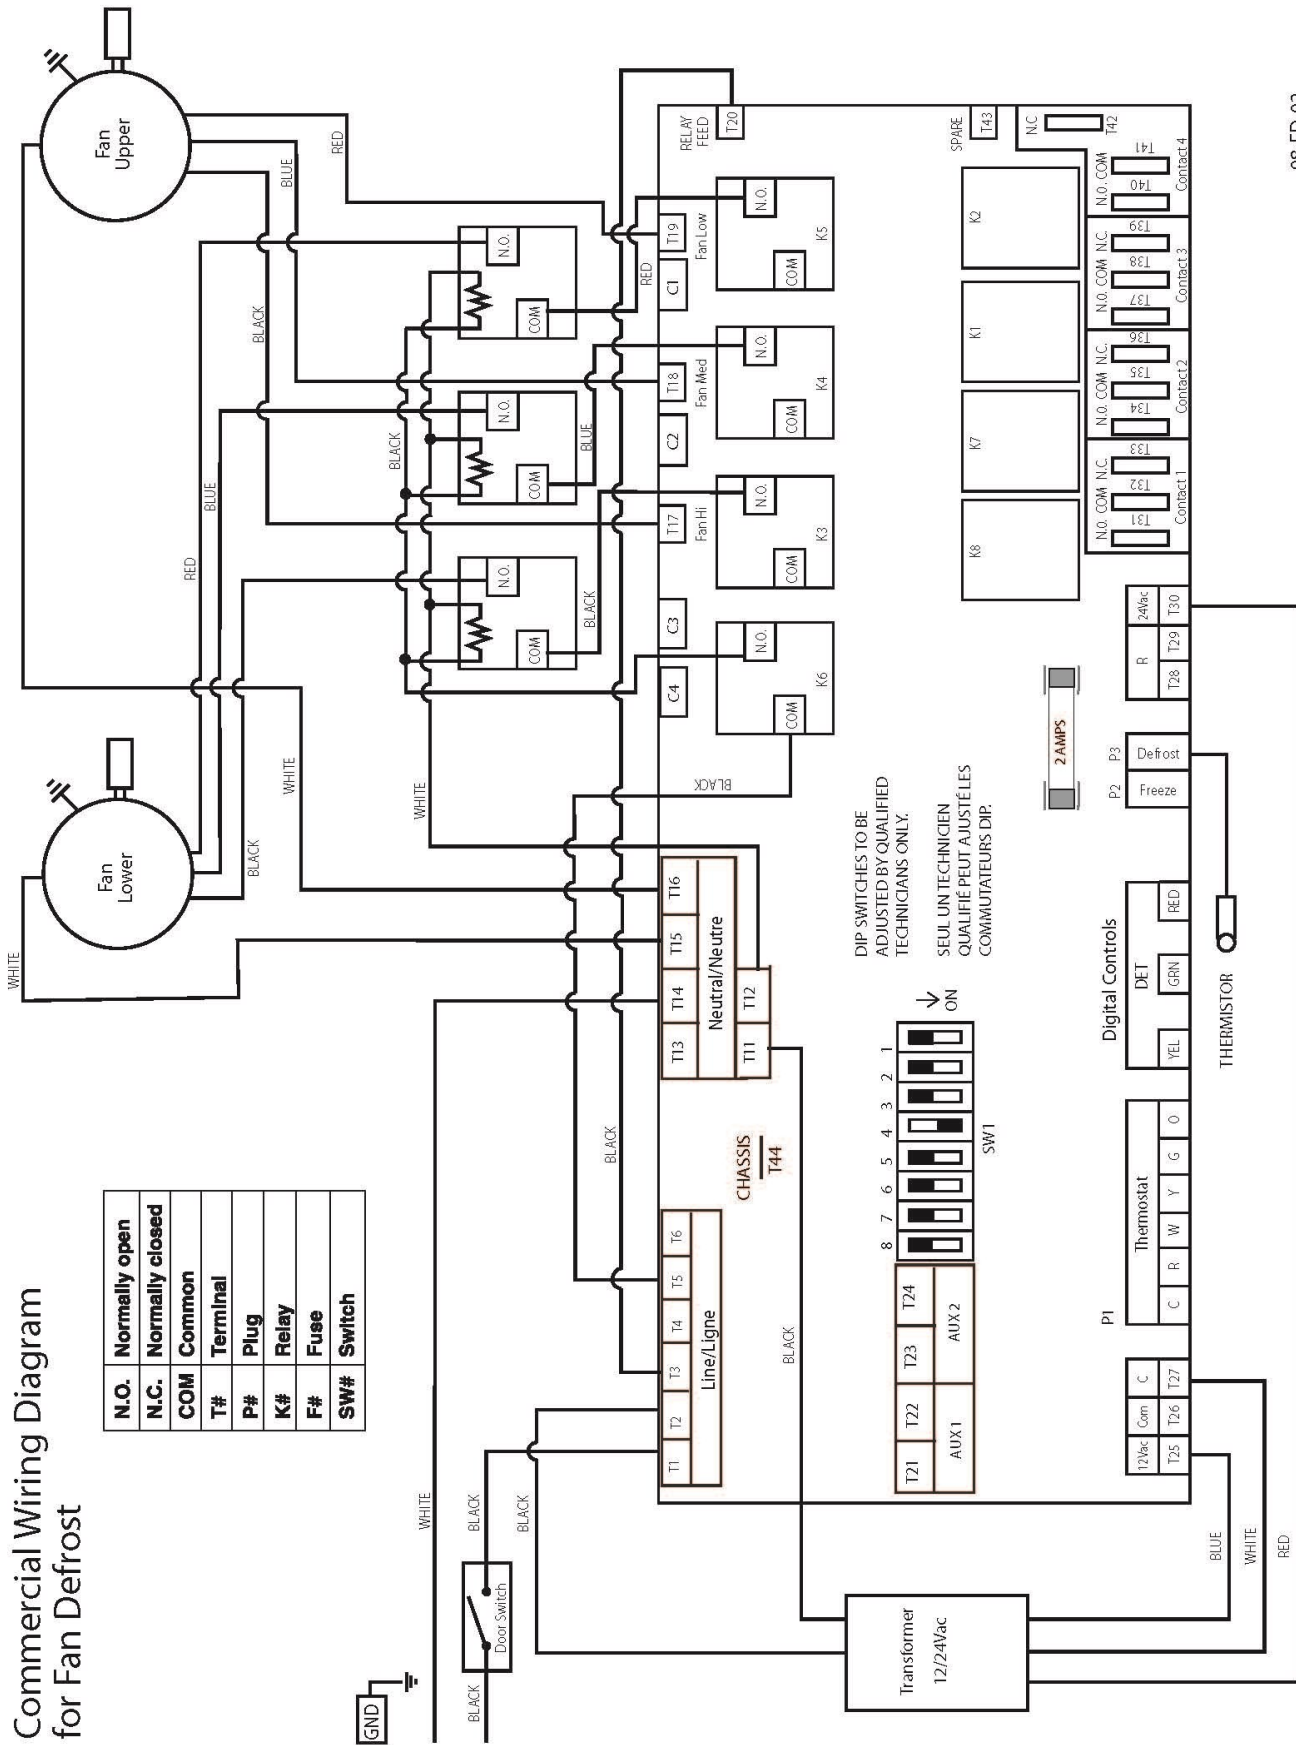 Commercial Wiring Diagram
for Fan Defrost
N.O. Normally open
N.C. Normally closed
COM Common
T# Terminal
P# Plug
K# Relay
F# Fuse
SW# Switch
GND
WHITE
Fan
Lower
BLACK
WHITE
RED
BLUE
BLACK
Fan
Upper
BLUE
RED
WHITE
BLACK
COM
N.O.
BLACK
COM
N.O.
BLUE
COM
N.O.
RED
WHITE
BLACK
Door Switch
BLACK
BLACK
BLACK
BLACK
T1
T2
T3
T4
T5
T6
Line/Ligne
CHASSIS
T44
T13
T14
T15
T16
Neutral/Neutre
T11
T12
BLACK
C4
C3
T17
Fan Hi
C2
T18
Fan Med
C1
T19
Fan Low
RELAY
FEED
T20
COM
N.O.
K6
COM
N.O.
K3
COM
N.O.
K4
COM
N.O.
K5
DIP SWITCHES TO BE
ADJUSTED BY QUALIFIED
TECHNICIANS ONLY.
SEUL UN TECHNICIEN
QUALIFIÉ PEUT AJUSTÉ LES
COMMUTATEURS DIP.
8 7 6 5 4 3 2 1
ON
SW1
T21 T22 T23 T24
AUX 1 AUX 2
2 AMPS
K8
K7
K1
K2
SPARE
T43
N.C
T42
N.O. COM N.C.
T31 T32 T33
Contact 1
N.O. COM N.C.
T34 T35 T36
Contact 2
N.O. COM N.C.
T37 T38 T39
Contact 3
N.O. COM
T40 T41
Contact 4
12Vac Com C
T25 T26 T27
P1
Thermostat
C R W Y G O
Digital Controls
DET
YEL GRN RED
P2 P3
Freeze Defrost
R 24Vac
T28 T29 T30
THERMISTOR
Transformer
12/24Vac
BLUE
WHITE
RED